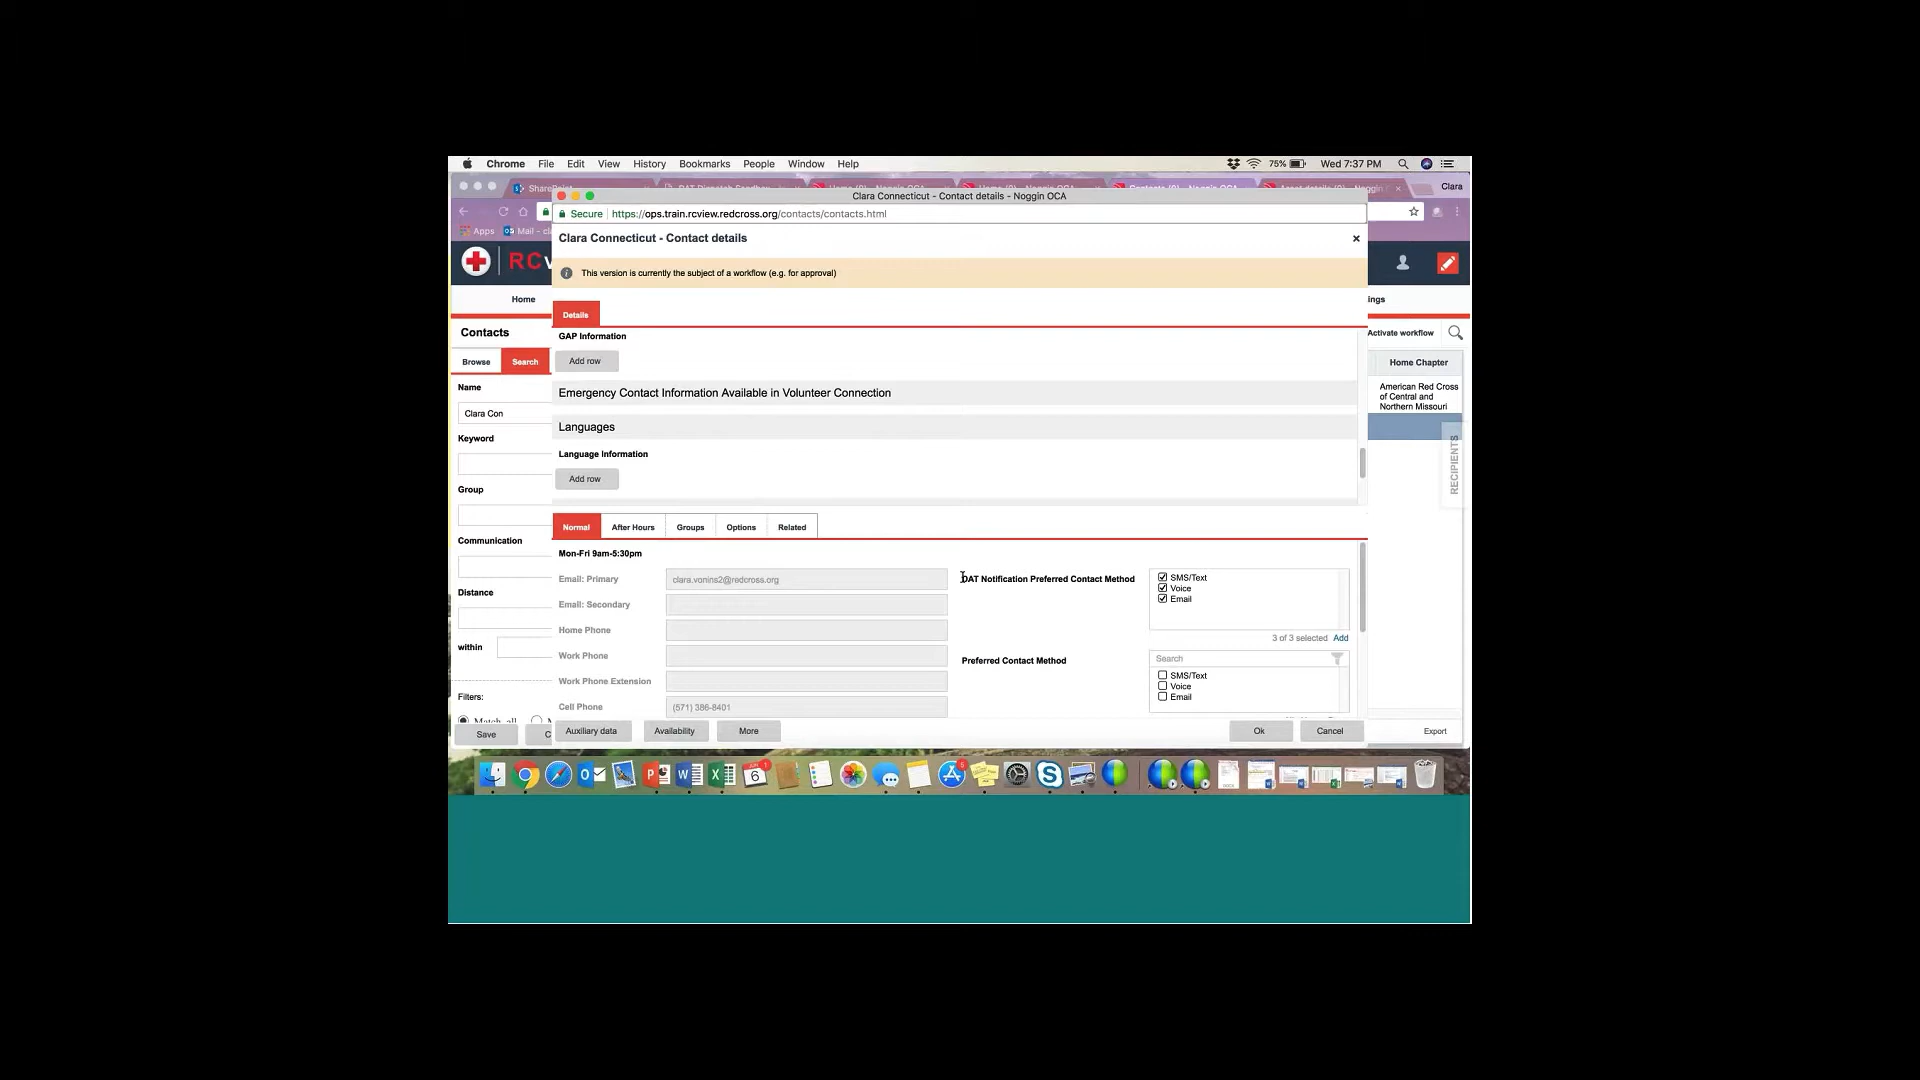 Chrome File Edit View History Bookmarks People Window Help 75% Wed 7:37 PM
SharePoint Clara
Clara Connecticut - Contact details - Noggin OCA
Secure https://ops.train.rcview.redcross.org/contacts/contacts.html
Apps Mail
Clara Connecticut - Contact details
RC
This version is currently the subject of a workflow (e.g. for approval)
Home
Details
Contacts
GAP Information
Activate workflow
Browse Search
Add row
Home Chapter
Name
American Red Cross
of Central and
Northern Missouri
Emergency Contact Information Available in Volunteer Connection
Clara Con
Languages
Keyword
Language Information
RECIPIENTS
Add row
Group
Normal After Hours Groups Options Related
Communication
Mon-Fri 9am-5:30pm
Email: Primary clara.vonins2@redcross.org
DAT Notification Preferred Contact Method
SMS/Text
Voice
Email
Distance
Email: Secondary
Home Phone
3 of 3 selected Add
within
Work Phone
Preferred Contact Method
Search
SMS/Text
Voice
Email
Work Phone Extension
Filters:
Cell Phone (571) 386-8401
Match all
Save
Auxiliary data Availability More Ok Cancel
Export